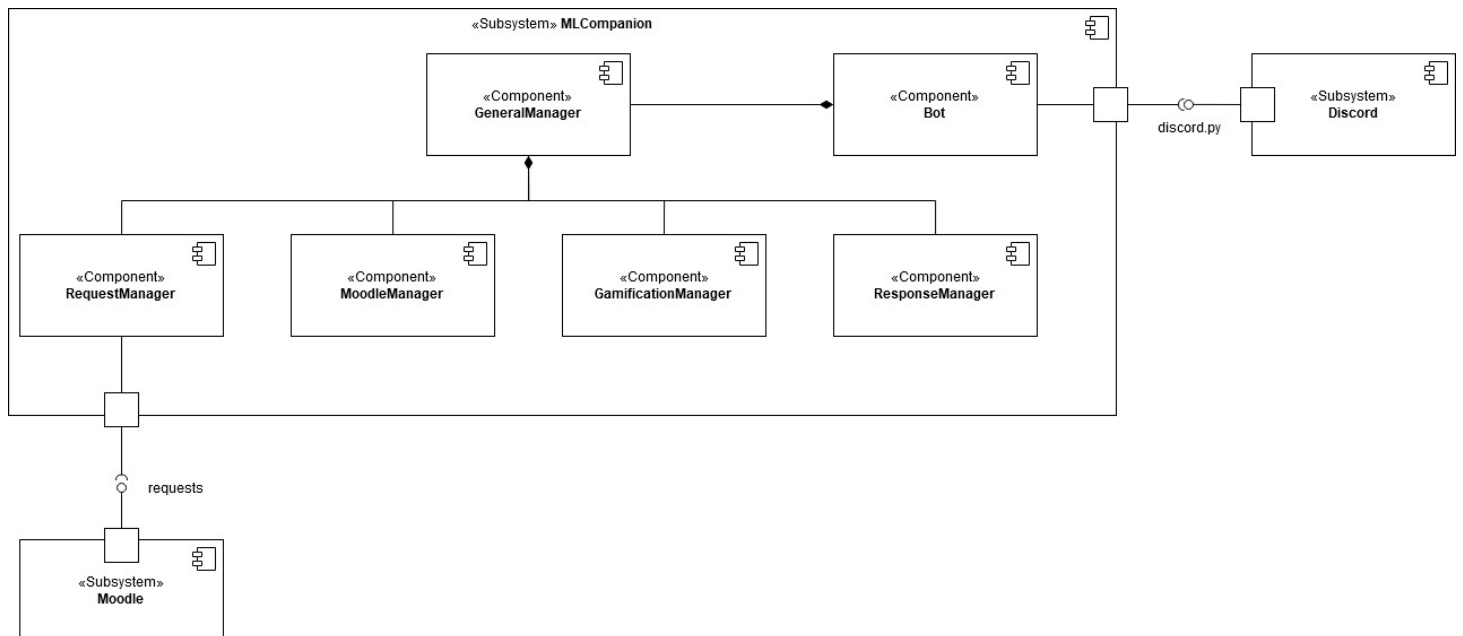 «Subsystem» MLCompanion
«Component»
GeneralManager
«Component»
Bot
«Subsystem»
Discord
discord.py
«Component»
RequestManager
«Component»
MoodleManager
«Component»
GamificationManager
«Component»
ResponseManager
requests
«Subsystem»
Moodle